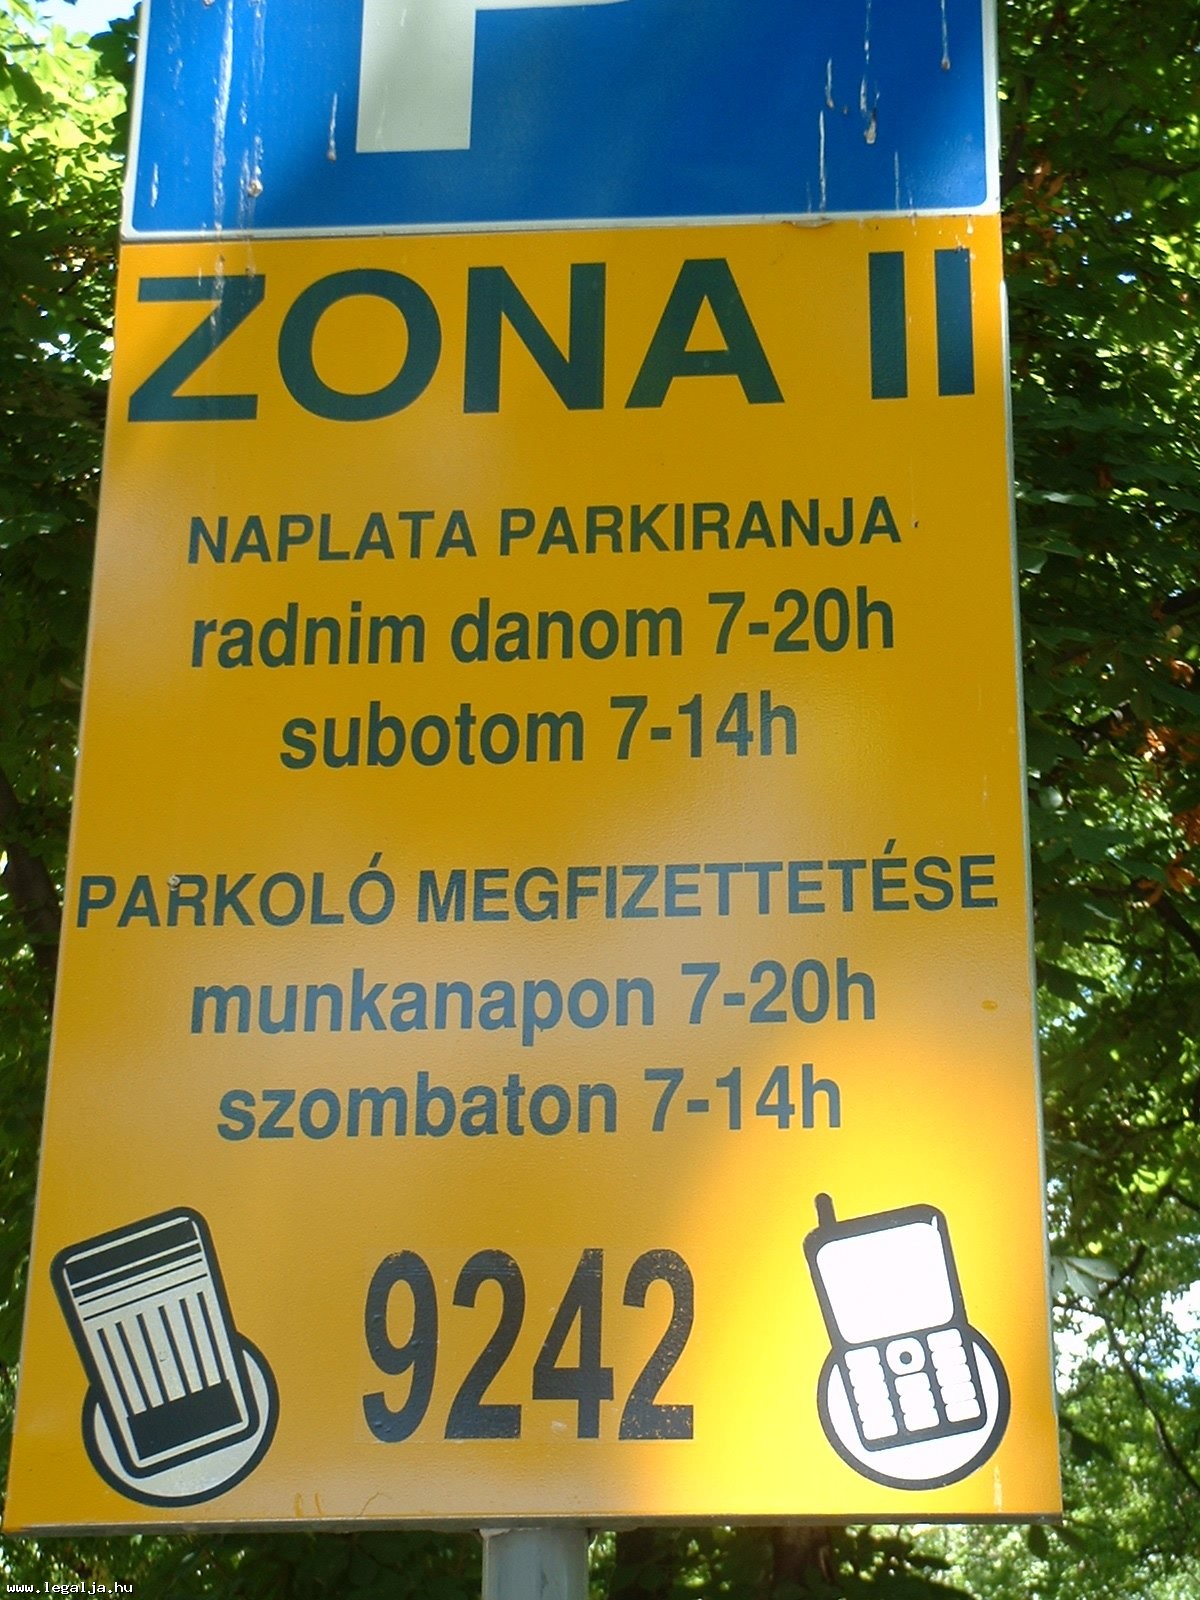 P
ZONA II
NAPLATA PARKIRANJA
radnim danom 7-20h
subotom 7-14h
PARKOLÓ MEGFIZETTETÉSE
munkanapon 7-20h
szombaton 7-14h
9242
www.legalja.hu